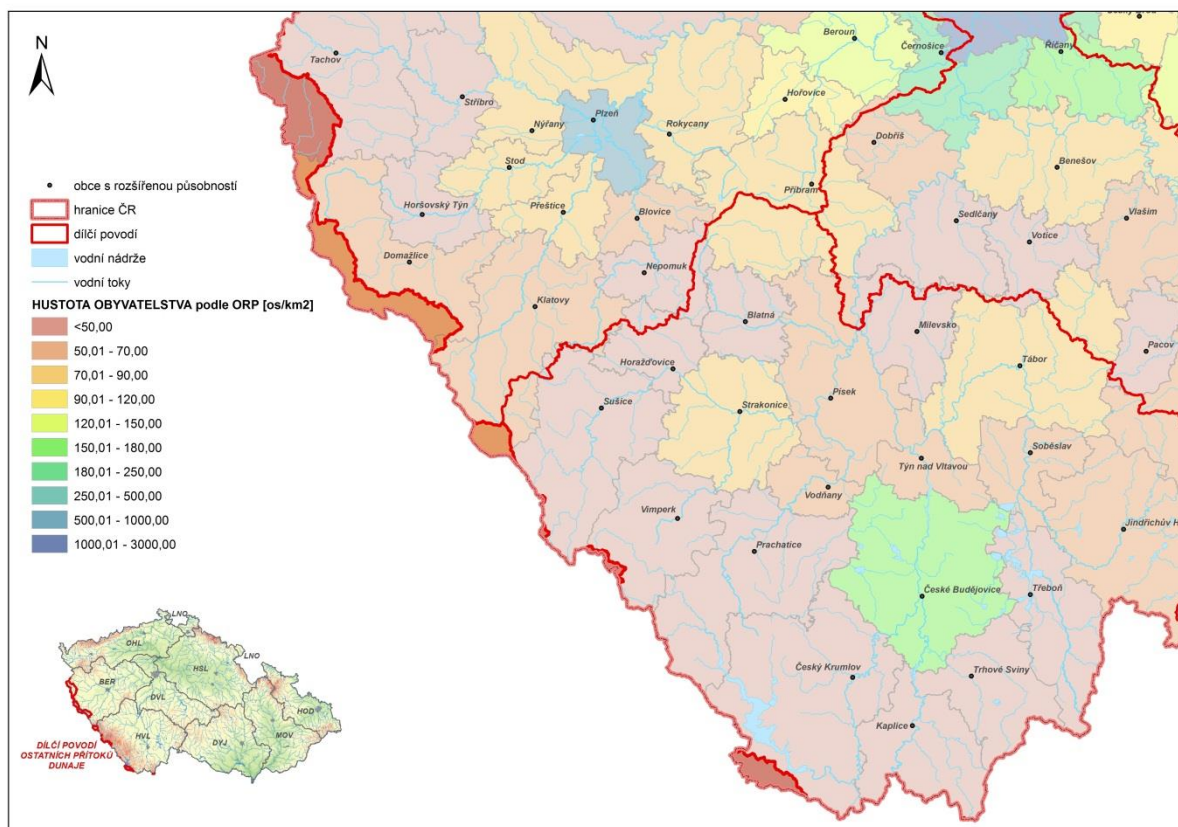 N
obce s rozšířenou působností
hranice ČR
dílčí povodí
vodní nádrže
vodní toky
HUSTOTA OBYVATELSTVA podle ORP [os/km2]
<50,00
50,01 - 70,00
70,01 - 90,00
90,01 - 120,00
120,01 - 150,00
150,01 - 180,00
180,01 - 250,00
250,01 - 500,00
500,01 - 1000,00
1000,01 - 3000,00
Tachov
Beroun
Černošice
Říčany
Stříbro
Hořovice
Nýřany
Plzeň
Rokycany
Dobříš
Stod
Benešov
Příbram
Horšovský Týn
Přeštice
Blovice
Sedlčany
Vlašim
Votice
Domažlice
Nepomuk
Klatovy
Blatná
Milevsko
Pacov
Horažďovice
Tábor
Sušice
Strakonice
Písek
Soběslav
Týn nad Vltavou
Vodňany
Vimperk
Jindřichův H
Prachatice
České Budějovice
Třeboň
Český Krumlov
Trhové Sviny
Kaplice
LNO
DHL
HSL
LNO
BER
DVL
HOD
HVL
DYJ
MOV
DÍLČÍ POVODÍ
OSTATNÍCH PŘÍTOKŮ
DUNAJE